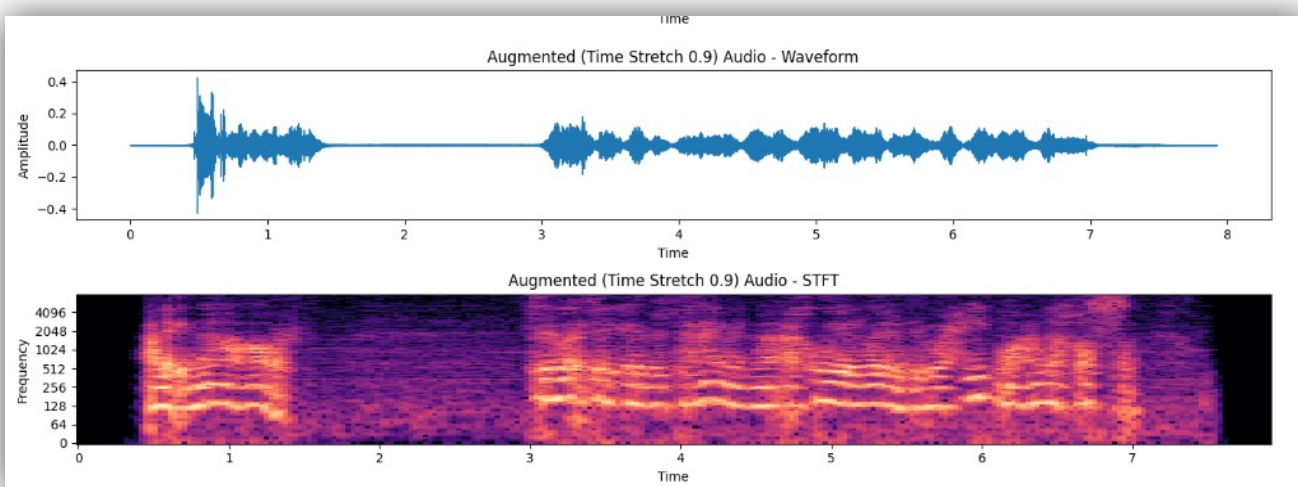 Time
Augmented (Time Stretch 0.9) Audio - Waveform
0.4
0.2
0.0
−0.2
−0.4
Amplitude
0 1 2 3 4 5 6 7 8
Time
Augmented (Time Stretch 0.9) Audio - STFT
4096
2048
1024
512
256
128
64
0
Frequency
0 1 2 3 4 5 6 7
Time